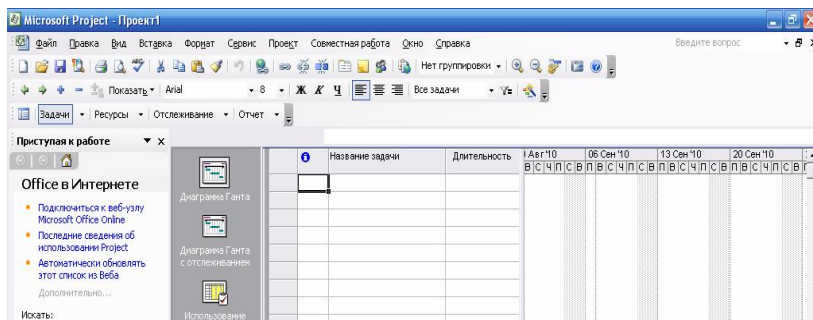 Microsoft Project - Проект1
Файл Правка Вид Вставка Формат Сервис Проект Совместная работа Окно Справка Введите вопрос
Нет группировки
Показать Arial 8 Ж К Ч Все задачи
Задачи Ресурсы Отслеживание Отчет
Приступая к работе
Office в Интернете
Подключиться к веб-узлу
Microsoft Office Online
Последние сведения об
использовании Project
Автоматически обновлять
этот список из Веба
Дополнительно...
Искать:
Диаграмма Ганта
Диаграмма Ганта
с отслеживанием
Использование
Название задачи Длительность Авг '10 06 Сен '10 13 Сен '10 20 Сен '10
В С Ч П С В П В С Ч П С В П В С Ч П С В П В С Ч П С В П